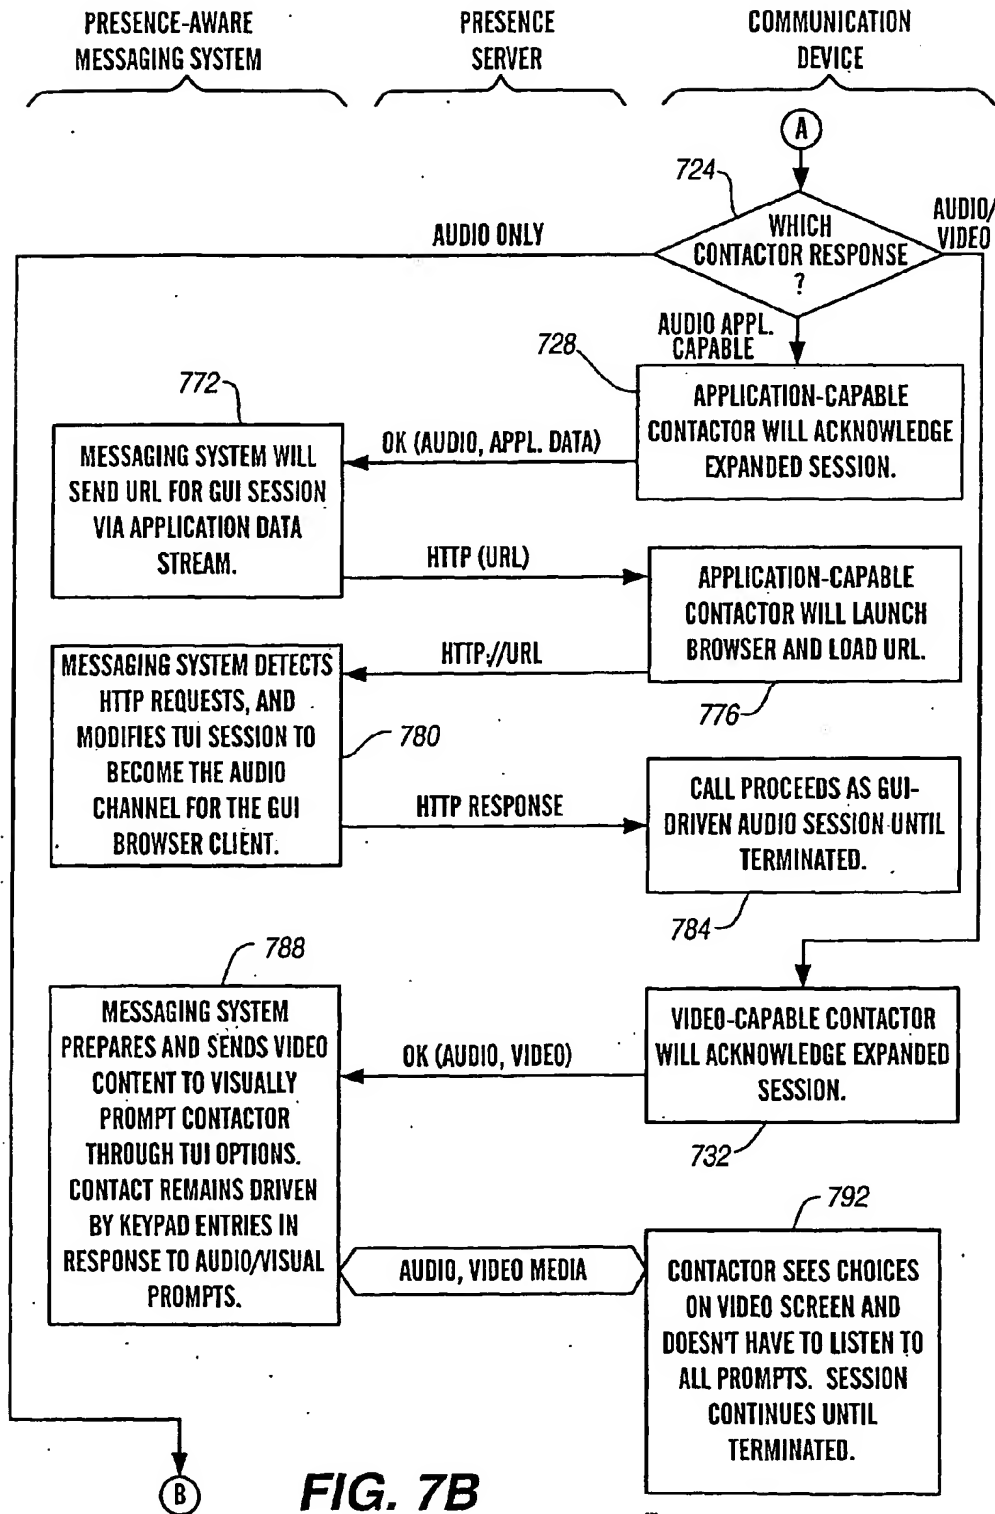 PRESENCE-AWARE
MESSAGING SYSTEM
PRESENCE
SERVER
COMMUNICATION
DEVICE
A
724
WHICH
CONTACTOR RESPONSE
?
AUDIO ONLY
AUDIO/
VIDEO
AUDIO APPL.
CAPABLE
728
APPLICATION-CAPABLE
CONTACTOR WILL ACKNOWLEDGE
EXPANDED SESSION.
OK (AUDIO, APPL. DATA)
772
MESSAGING SYSTEM WILL
SEND URL FOR GUI SESSION
VIA APPLICATION DATA
STREAM.
HTTP (URL)
APPLICATION-CAPABLE
CONTACTOR WILL LAUNCH
BROWSER AND LOAD URL.
776
HTTP://URL
MESSAGING SYSTEM DETECTS
HTTP REQUESTS, AND
MODIFIES TUI SESSION TO
BECOME THE AUDIO
CHANNEL FOR THE GUI
BROWSER CLIENT.
780
HTTP RESPONSE
CALL PROCEEDS AS GUI-
DRIVEN AUDIO SESSION UNTIL
TERMINATED.
784
788
MESSAGING SYSTEM
PREPARES AND SENDS VIDEO
CONTENT TO VISUALLY
PROMPT CONTACTOR
THROUGH TUI OPTIONS.
CONTACT REMAINS DRIVEN
BY KEYPAD ENTRIES IN
RESPONSE TO AUDIO/VISUAL
PROMPTS.
OK (AUDIO, VIDEO)
VIDEO-CAPABLE CONTACTOR
WILL ACKNOWLEDGE EXPANDED
SESSION.
732
AUDIO, VIDEO MEDIA
792
CONTACTOR SEES CHOICES
ON VIDEO SCREEN AND
DOESN'T HAVE TO LISTEN TO
ALL PROMPTS. SESSION
CONTINUES UNTIL
TERMINATED.
B
FIG. 7B